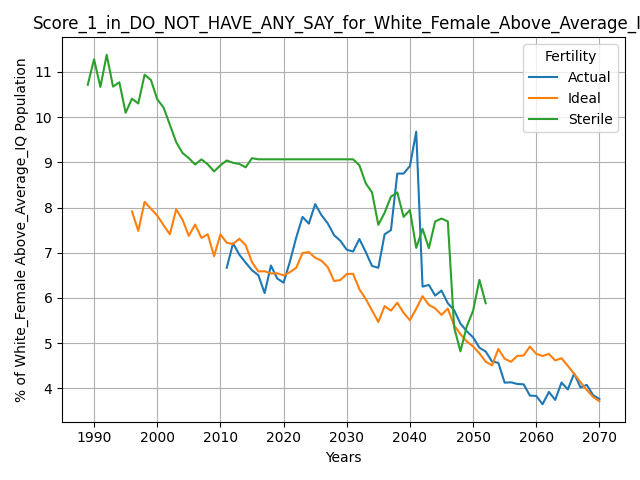 Score_1_in_DO_NOT_HAVE_ANY_SAY_for_White_Female_Above_Average_I
% of White_Female Above_Average_IQ Population
Fertility
Actual
Ideal
Sterile
11
10
9
8
7
6
5
4
1990 2000 2010 2020 2030 2040 2050 2060 2070
Years